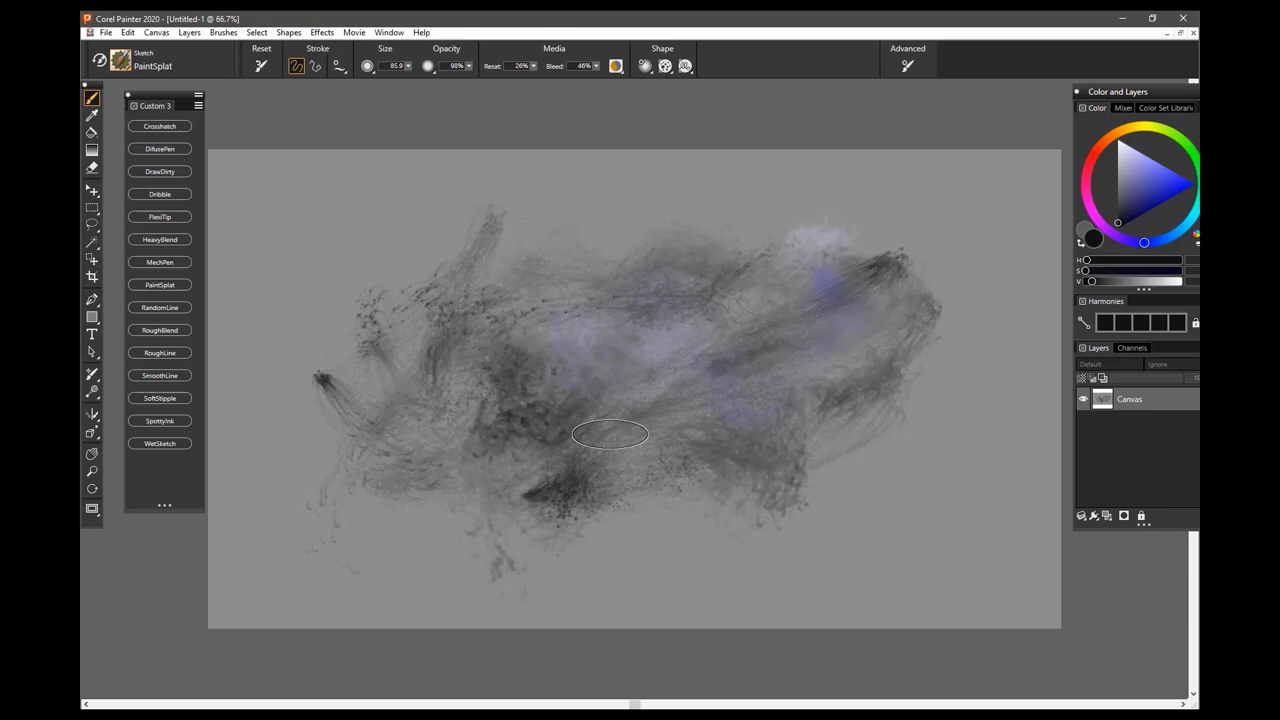 Corel Painter 2020 - [Untitled-1 @ 66.7%]
File Edit Canvas Layers Brushes Select Shapes Effects Movie Window Help
Reset Stroke Size Opacity Media Shape Advanced
Sketch
PaintSplat
85.9 98% Resat: 26% Bleed: 46%
Custom 3
Crosshatch
DifusePen
DrawDirty
Dribble
FlexiTip
HeavyBlend
MechPen
PaintSplat
RandomLine
RoughBlend
RoughLine
SmoothLine
SoftStipple
SpottyInk
WetSketch
Color and Layers
Color Mixer Color Set Librari
H
S
V
Harmonies
Layers Channels
Default Ignore
10
Canvas